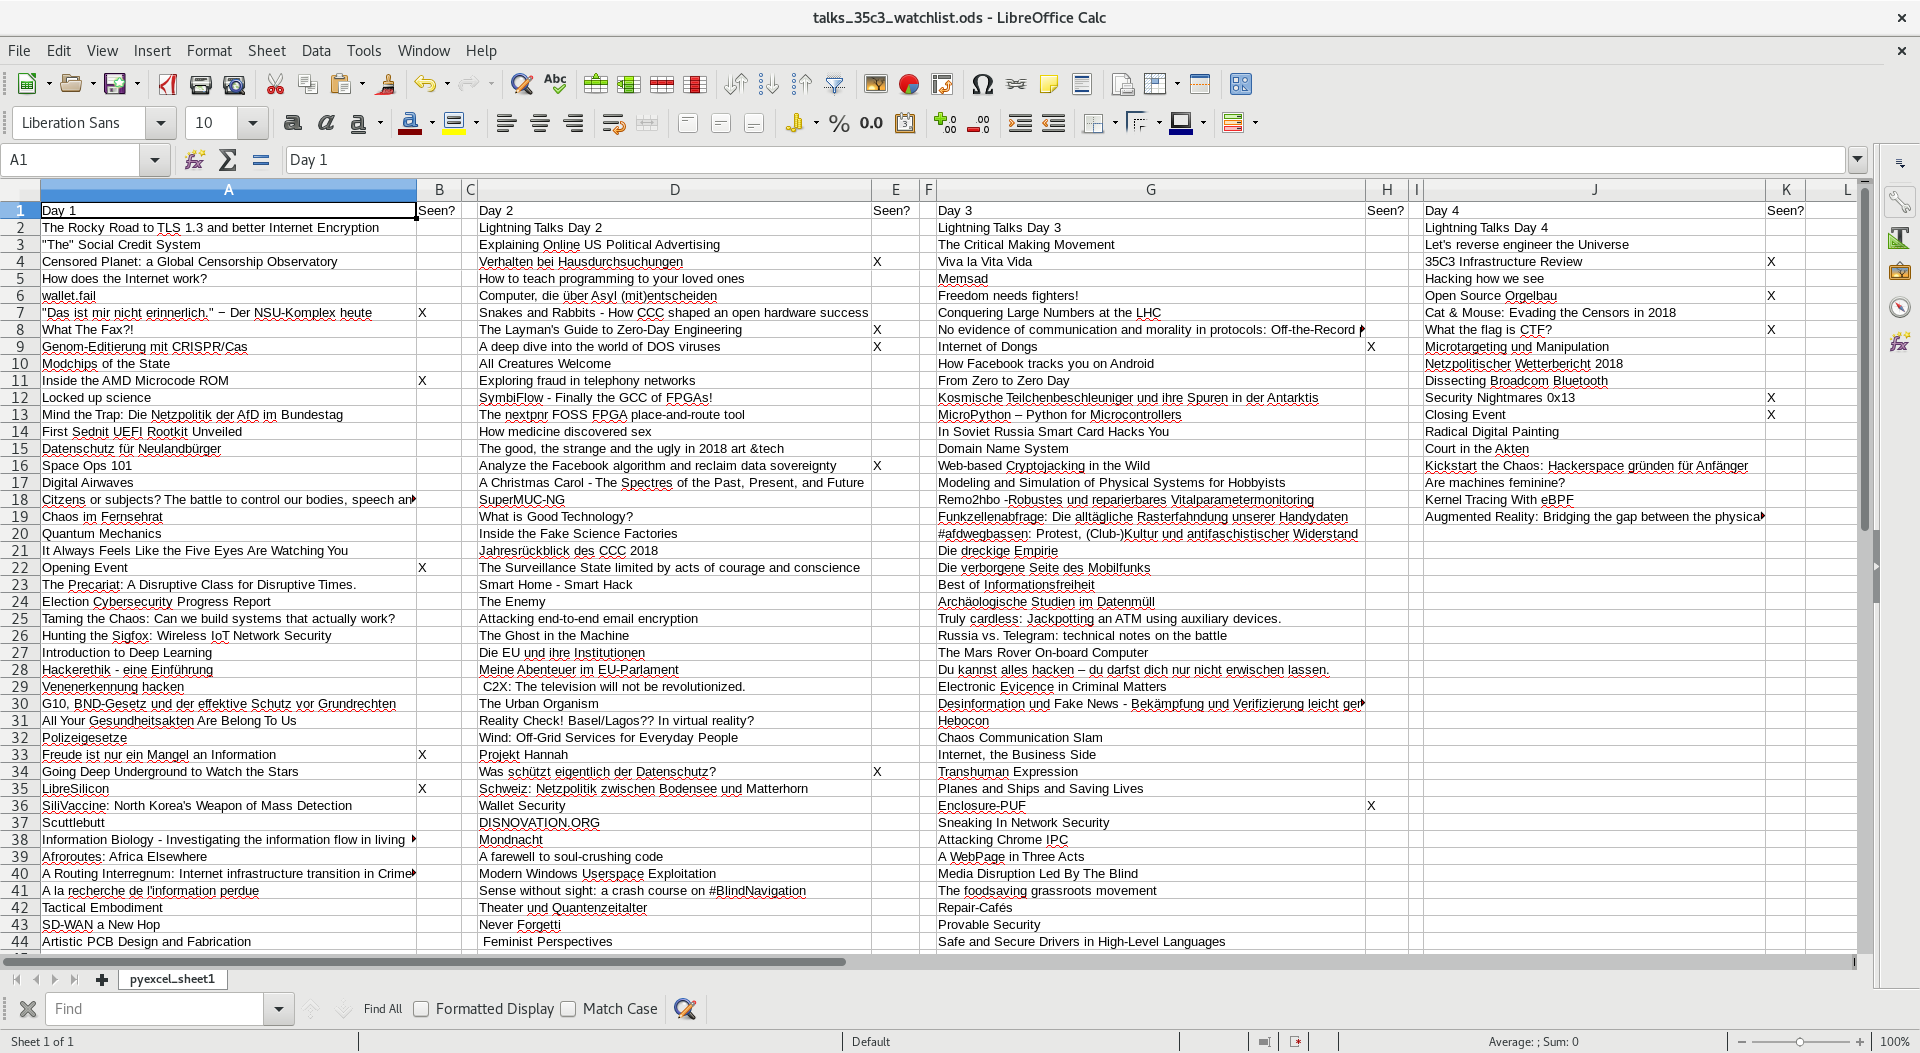 talks_35c3_watchlist.ods - LibreOffice Calc
File Edit View Insert Format Sheet Data Tools Window Help
Liberation Sans 10
A1 Day 1
A B C D E F G H I J K L
1 Day 1 Seen? Day 2 Seen? Day 3 Seen? Day 4 Seen?
2 The Rocky Road to TLS 1.3 and better Internet Encryption Lightning Talks Day 2 Lightning Talks Day 3 Lightning Talks Day 4
3 "The" Social Credit System Explaining Online US Political Advertising The Critical Making Movement Let's reverse engineer the Universe
4 Censored Planet: a Global Censorship Observatory Verhalten bei Hausdurchsuchungen X Viva la Vita Vida 35C3 Infrastructure Review X
5 How does the Internet work? How to teach programming to your loved ones Memsad Hacking how we see
6 wallet.fail Computer, die über Asyl (mit)entscheiden Freedom needs fighters! Open Source Orgelbau X
7 "Das ist mir nicht erinnerlich." − Der NSU-Komplex heute X Snakes and Rabbits - How CCC shaped an open hardware success Conquering Large Numbers at the LHC Cat & Mouse: Evading the Censors in 2018
8 What The Fax?! The Layman's Guide to Zero-Day Engineering X No evidence of communication and morality in protocols: Off-the-Record What the flag is CTF? X
9 Genom-Editierung mit CRISPR/Cas A deep dive into the world of DOS viruses X Internet of Dongs X Microtargeting und Manipulation
10 Modchips of the State All Creatures Welcome How Facebook tracks you on Android Netzpolitischer Wetterbericht 2018
11 Inside the AMD Microcode ROM X Exploring fraud in telephony networks From Zero to Zero Day Dissecting Broadcom Bluetooth
12 Locked up science SymbiFlow - Finally the GCC of FPGAs! Kosmische Teilchenbeschleuniger und ihre Spuren in der Antarktis Security Nightmares 0x13 X
13 Mind the Trap: Die Netzpolitik der AfD im Bundestag The nextpnr FOSS FPGA place-and-route tool MicroPython – Python for Microcontrollers Closing Event X
14 First Sednit UEFI Rootkit Unveiled How medicine discovered sex In Soviet Russia Smart Card Hacks You Radical Digital Painting
15 Datenschutz für Neulandbürger The good, the strange and the ugly in 2018 art &tech Domain Name System Court in the Akten
16 Space Ops 101 Analyze the Facebook algorithm and reclaim data sovereignty X Web-based Cryptojacking in the Wild Kickstart the Chaos: Hackerspace gründen für Anfänger
17 Digital Airwaves A Christmas Carol - The Spectres of the Past, Present, and Future Modeling and Simulation of Physical Systems for Hobbyists Are machines feminine?
18 Citzens or subjects? The battle to control our bodies, speech an SuperMUC-NG Remo2hbo -Robustes und reparierbares Vitalparametermonitoring Kernel Tracing With eBPF
19 Chaos im Fernsehrat What is Good Technology? Funkzellenabfrage: Die alltägliche Rasterfahndung unserer Handydaten Augmented Reality: Bridging the gap between the physica
20 Quantum Mechanics Inside the Fake Science Factories #afdwegbassen: Protest, (Club-)Kultur und antifaschistischer Widerstand
21 It Always Feels Like the Five Eyes Are Watching You Jahresrückblick des CCC 2018 Die dreckige Empirie
22 Opening Event X The Surveillance State limited by acts of courage and conscience Die verborgene Seite des Mobilfunks
23 The Precariat: A Disruptive Class for Disruptive Times. Smart Home - Smart Hack Best of Informationsfreiheit
24 Election Cybersecurity Progress Report The Enemy Archäologische Studien im Datenmüll
25 Taming the Chaos: Can we build systems that actually work? Attacking end-to-end email encryption Truly cardless: Jackpotting an ATM using auxiliary devices.
26 Hunting the Sigfox: Wireless IoT Network Security The Ghost in the Machine Russia vs. Telegram: technical notes on the battle
27 Introduction to Deep Learning Die EU und ihre Institutionen The Mars Rover On-board Computer
28 Hackerethik - eine Einführung Meine Abenteuer im EU-Parlament Du kannst alles hacken – du darfst dich nur nicht erwischen lassen.
29 Venenerkennung hacken C2X: The television will not be revolutionized. Electronic Evicence in Criminal Matters
30 G10, BND-Gesetz und der effektive Schutz vor Grundrechten The Urban Organism Desinformation und Fake News - Bekämpfung und Verifizierung leicht ger
31 All Your Gesundheitsakten Are Belong To Us Reality Check! Basel/Lagos?? In virtual reality? Hebocon
32 Polizeigesetze Wind: Off-Grid Services for Everyday People Chaos Communication Slam
33 Freude ist nur ein Mangel an Information X Projekt Hannah Internet, the Business Side
34 Going Deep Underground to Watch the Stars Was schützt eigentlich der Datenschutz? X Transhuman Expression
35 LibreSilicon X Schweiz: Netzpolitik zwischen Bodensee und Matterhorn Planes and Ships and Saving Lives
36 SiliVaccine: North Korea's Weapon of Mass Detection Wallet Security Enclosure-PUF X
37 Scuttlebutt DISNOVATION.ORG Sneaking In Network Security
38 Information Biology - Investigating the information flow in living Mondnacht Attacking Chrome IPC
39 Afroroutes: Africa Elsewhere A farewell to soul-crushing code A WebPage in Three Acts
40 A Routing Interregnum: Internet infrastructure transition in Crime Modern Windows Userspace Exploitation Media Disruption Led By The Blind
41 A la recherche de l'information perdue Sense without sight: a crash course on #BlindNavigation The foodsaving grassroots movement
42 Tactical Embodiment Theater und Quantenzeitalter Repair-Cafés
43 SD-WAN a New Hop Never Forgetti Provable Security
44 Artistic PCB Design and Fabrication Feminist Perspectives Safe and Secure Drivers in High-Level Languages
pyexcel_sheet1
Find Find All Formatted Display Match Case
Sheet 1 of 1 Default Average: ; Sum: 0 100%